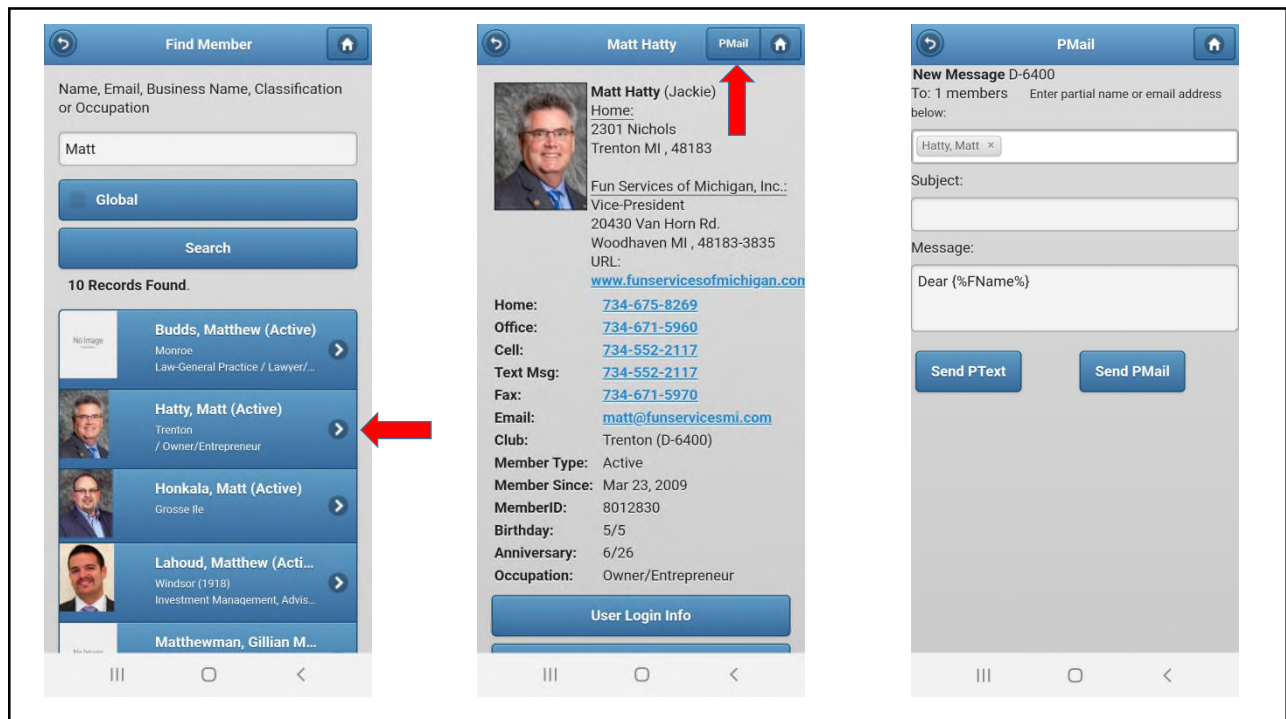 Find Member
Name, Email, Business Name, Classification
or Occupation
Matt
Global
Search
10 Records Found.
No Image
Budds, Matthew (Active)
Monroe
Law-General Practice / Lawyer/...
Hatty, Matt (Active)
Trenton
/ Owner/Entrepreneur
Honkala, Matt (Active)
Grosse Ile
Lahoud, Matthew (Acti...
Windsor (1918)
Investment Management, Advis...
Matthewman, Gillian M...
No Image
Matt Hatty PMail
Matt Hatty (Jackie)
Home:
2301 Nichols
Trenton MI , 48183
Fun Services of Michigan, Inc.:
Vice-President
20430 Van Horn Rd.
Woodhaven MI , 48183-3835
URL:
www.funservicesofmichigan.com
Home: 734-675-8269
Office: 734-671-5960
Cell: 734-552-2117
Text Msg: 734-552-2117
Fax: 734-671-5970
Email: matt@funservicesmi.com
Club: Trenton (D-6400)
Member Type: Active
Member Since: Mar 23, 2009
MemberID: 8012830
Birthday: 5/5
Anniversary: 6/26
Occupation: Owner/Entrepreneur
User Login Info
PMail
New Message D-6400
To: 1 members Enter partial name or email address
below:
Hatty, Matt ×
Subject:
Message:
Dear {%FName%}
Send PText Send PMail